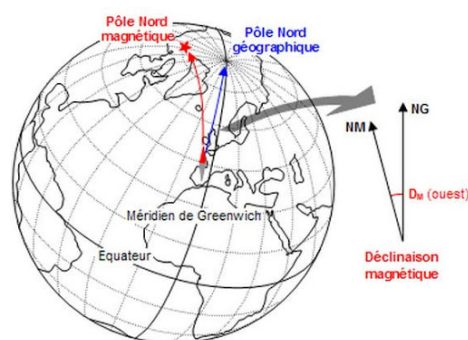 Pôle Nord
magnétique
Pôle Nord
géographique
NG
NM
DM (ouest)
Méridien de Greenwich
Equateur
Déclinaison
magnétique